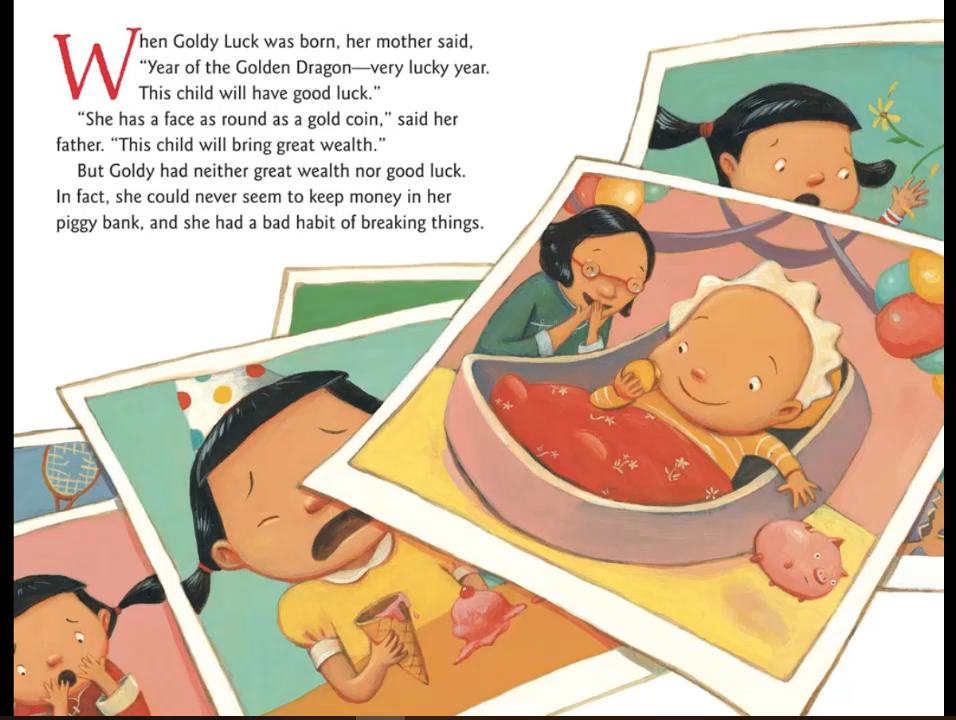 When Goldy Luck was born, her mother said,
“Year of the Golden Dragon—very lucky year.
This child will have good luck.”
“She has a face as round as a gold coin,” said her
father. “This child will bring great wealth.”
But Goldy had neither great wealth nor good luck.
In fact, she could never seem to keep money in her
piggy bank, and she had a bad habit of breaking things.